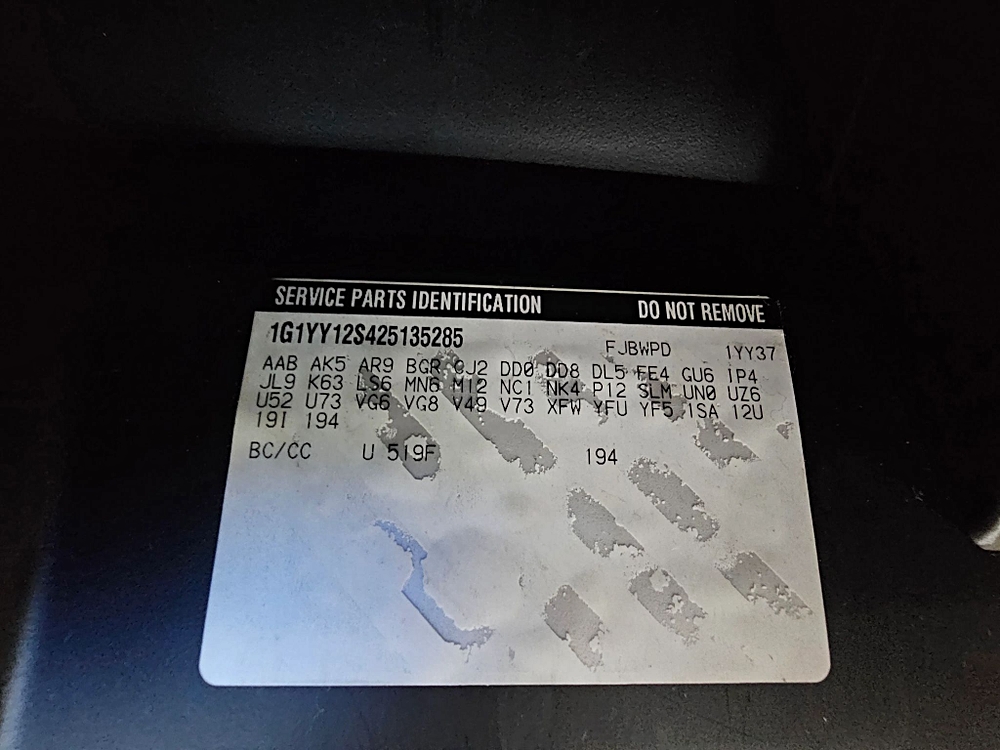 SERVICE PARTS IDENTIFICATION DO NOT REMOVE
1G1YY12S425135285 FJBWPD 1YY37
AAB AK5 AR9 BGR CJ2 DD0 DD8 DL5 FE4 GU6 IP4
JL9 K63 LS6 MN6 M12 NC1 NK4 P12 SLM UN0 UZ6
U52 U73 VG6 VG8 V49 V73 XFW YFU YF5 1SA 12U
19I 194
BC/CC U 519F 194